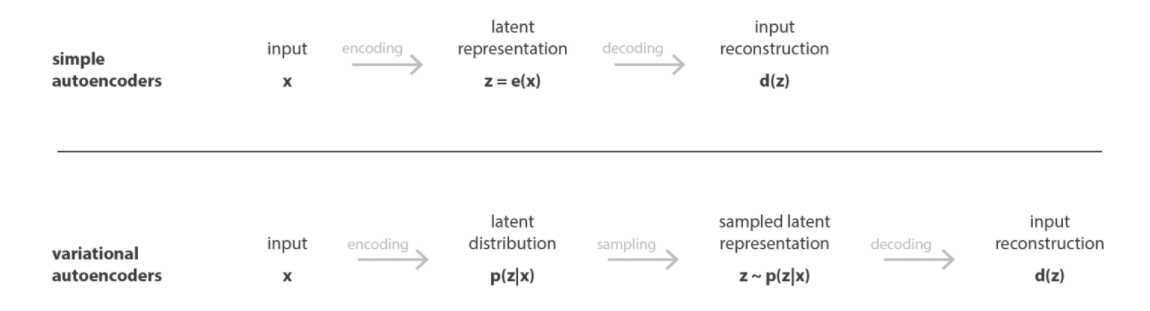 simple
autoencoders
input
x
encoding
latent
representation
z = e(x)
decoding
input
reconstruction
d(z)
variational
autoencoders
input
x
encoding
latent
distribution
p(z|x)
sampling
sampled latent
representation
z ~ p(z|x)
decoding
input
reconstruction
d(z)